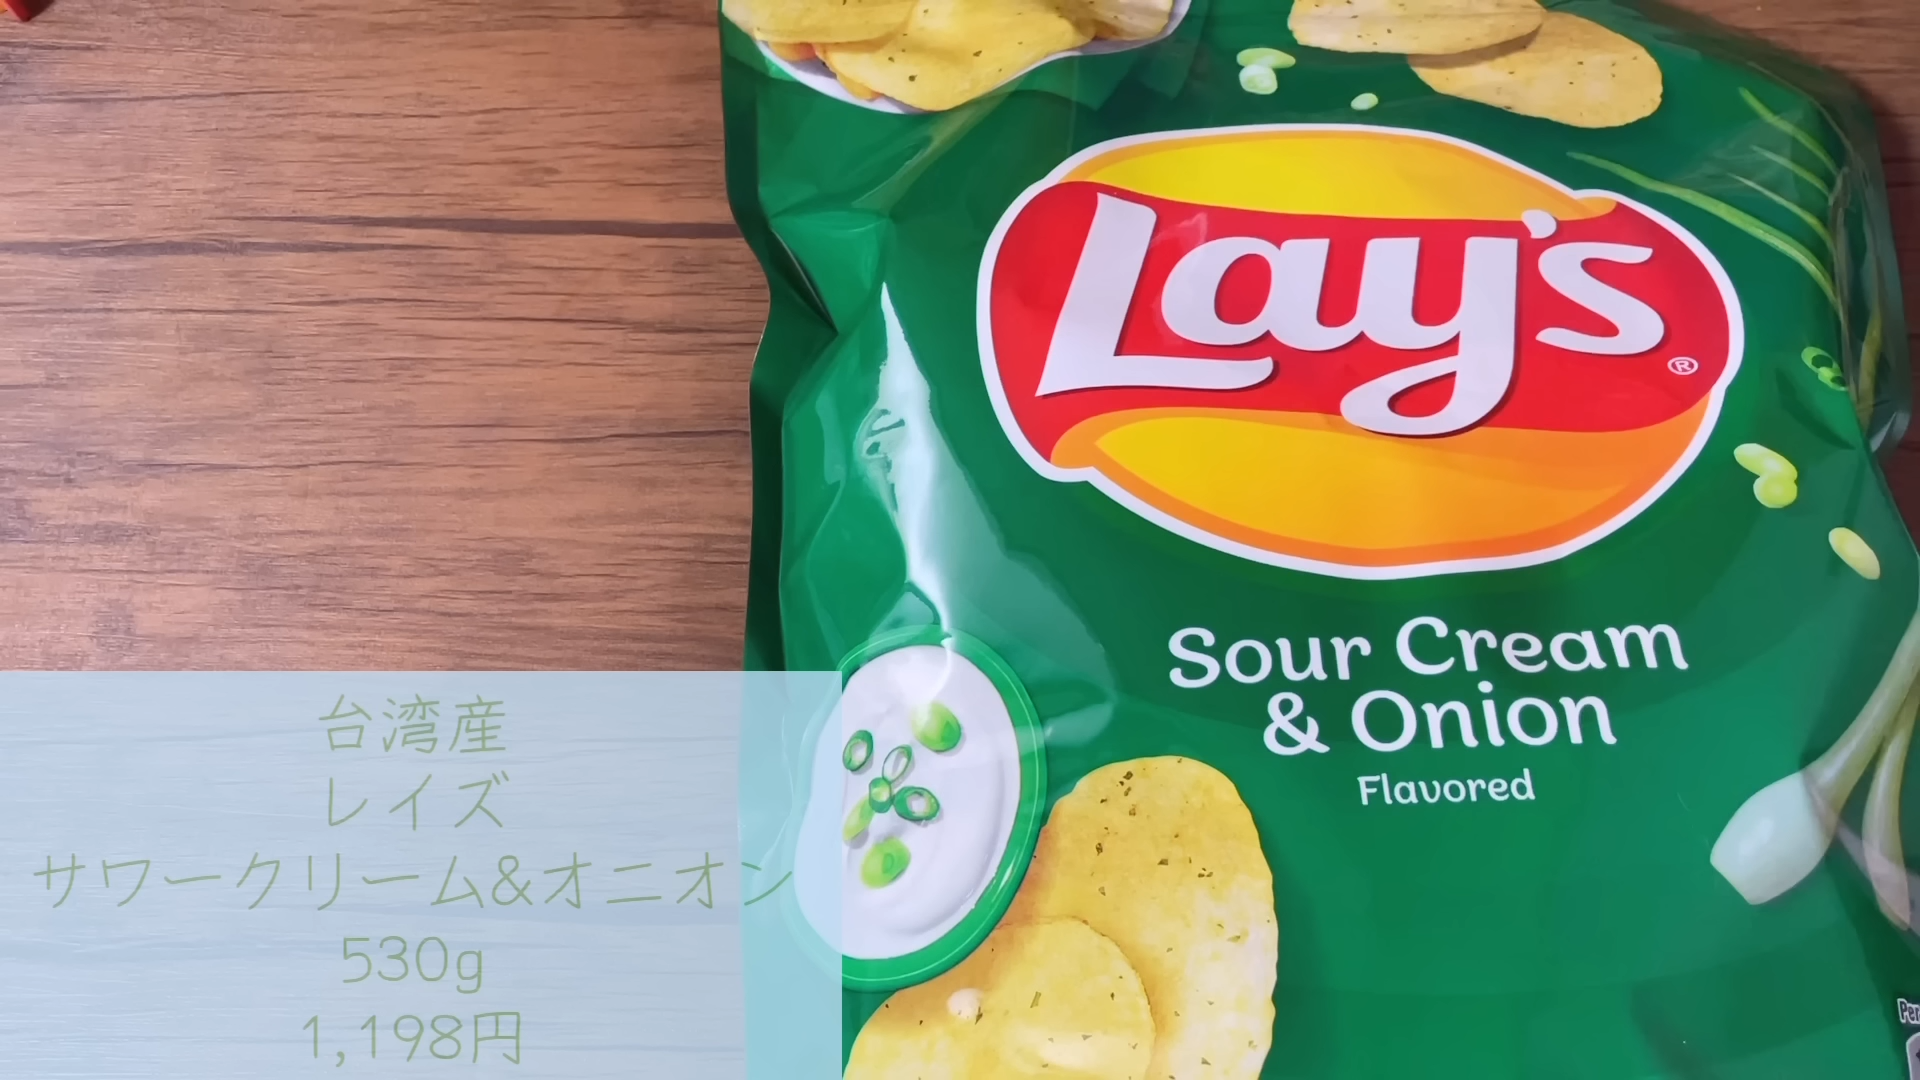 Lay's
®
Sour Cream
& Onion
Flavored
台湾産
レイズ
サワークリーム&オニオン
530g
1,198円